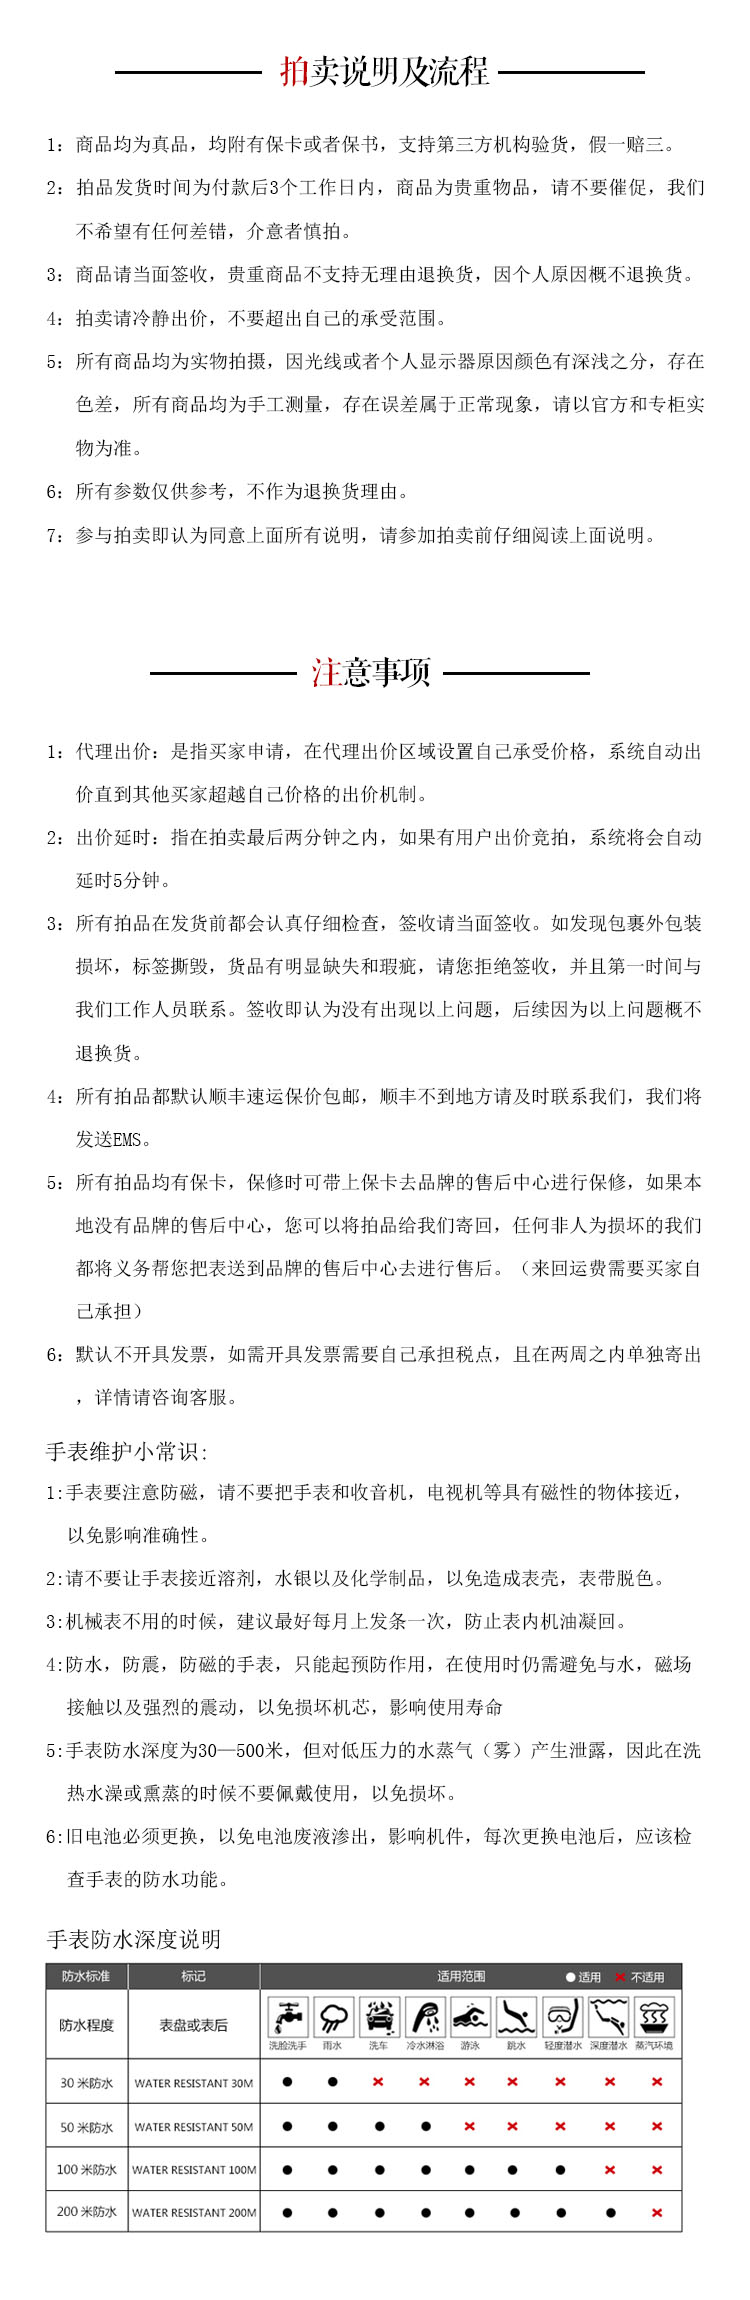 拍卖说明及流程
1：商品均为真品，均附有保卡或者保书，支持第三方机构验货，假一赔三。
2：拍品发货时间为付款后3个工作日内，商品为贵重物品，请不要催促，我们
不希望有任何差错，介意者慎拍。
3：商品请当面签收，贵重商品不支持无理由退换货，因个人原因概不退换货。
4：拍卖请冷静出价，不要超出自己的承受范围。
5：所有商品均为实物拍摄，因光线或者个人显示器原因颜色有深浅之分，存在
色差，所有商品均为手工测量，存在误差属于正常现象，请以官方和专柜实
物为准。
6：所有参数仅供参考，不作为退换货理由。
7：参与拍卖即认为同意上面所有说明，请参加拍卖前仔细阅读上面说明。
注意事项
1：代理出价：是指买家申请，在代理出价区域设置自己承受价格，系统自动出
价直到其他买家超越自己价格的出价机制。
2：出价延时：指在拍卖最后两分钟之内，如果有用户出价竞拍，系统将会自动
延时5分钟。
3：所有拍品在发货前都会认真仔细检查，签收请当面签收。如发现包裹外包装
损坏，标签撕毁，货品有明显缺失和瑕疵，请您拒绝签收，并且第一时间与
我们工作人员联系。签收即认为没有出现以上问题，后续因为以上问题概不
退换货。
4：所有拍品都默认顺丰速运保价包邮，顺丰不到地方请及时联系我们，我们将
发送EMS。
5：所有拍品均有保卡，保修时可带上保卡去品牌的售后中心进行保修，如果本
地没有品牌的售后中心，您可以将拍品给我们寄回，任何非人为损坏的我们
都将义务帮您把表送到品牌的售后中心去进行售后。（来回运费需要买家自
己承担）
6：默认不开具发票，如需开具发票需要自己承担税点，且在两周之内单独寄出
，详情请咨询客服。
手表维护小常识:
1:手表要注意防磁，请不要把手表和收音机，电视机等具有磁性的物体接近，
以免影响准确性。
2:请不要让手表接近溶剂，水银以及化学制品，以免造成表壳，表带脱色。
3:机械表不用的时候，建议最好每月上发条一次，防止表内机油凝回。
4:防水，防震，防磁的手表，只能起预防作用，在使用时仍需避免与水，磁场
接触以及强烈的震动，以免损坏机芯，影响使用寿命
5:手表防水深度为30—500米，但对低压力的水蒸气（雾）产生泄露，因此在洗
热水澡或熏蒸的时候不要佩戴使用，以免损坏。
6:旧电池必须更换，以免电池废液渗出，影响机件，每次更换电池后，应该检
查手表的防水功能。
手表防水深度说明
防水标准 标记 适用范围 ●适用 ×不适用
防水程度 表盘或表后 洗脸洗手 雨水 洗车 冷水淋浴 游泳 跳水 轻度潜水 深度潜水 蒸汽环境
30 米防水 WATER RESISTANT 30M ● ● × × × × × × ×
50 米防水 WATER RESISTANT 50M ● ● ● ● × × × × ×
100 米防水 WATER RESISTANT 100M ● ● ● ● ● ● ● × ×
200 米防水 WATER RESISTANT 200M ● ● ● ● ● ● ● ● ×